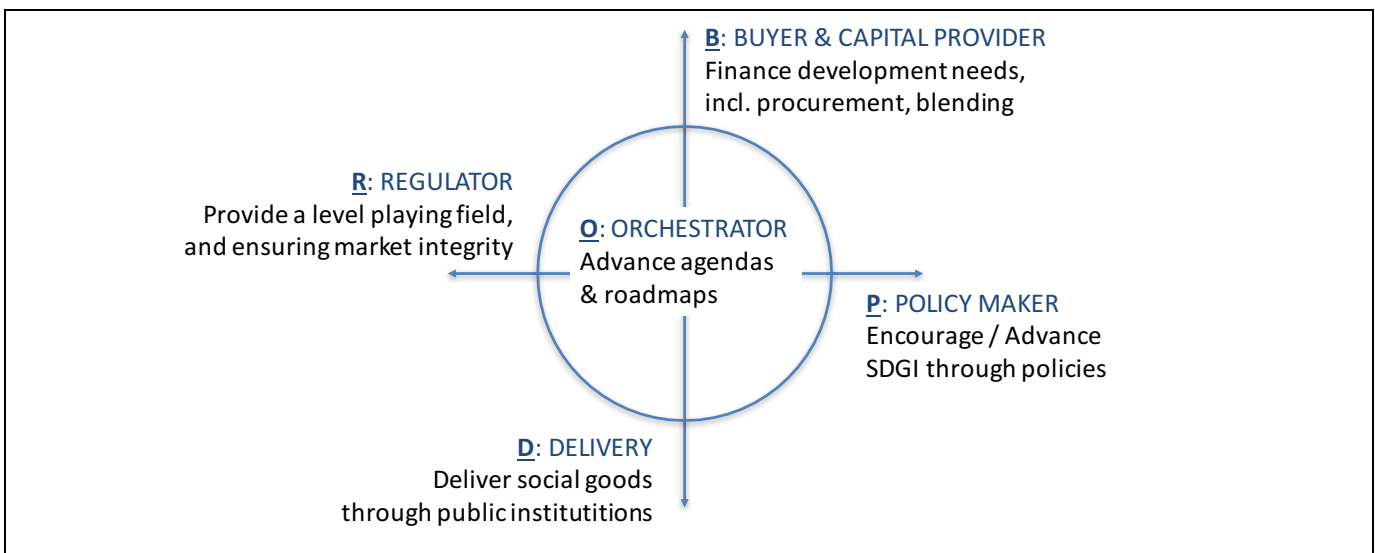 B: BUYER & CAPITAL PROVIDER
Finance development needs,
incl. procurement, blending
R: REGULATOR
Provide a level playing field,
and ensuring market integrity
O: ORCHESTRATOR
Advance agendas
& roadmaps
P: POLICY MAKER
Encourage / Advance
SDGI through policies
D: DELIVERY
Deliver social goods
through public instititutions